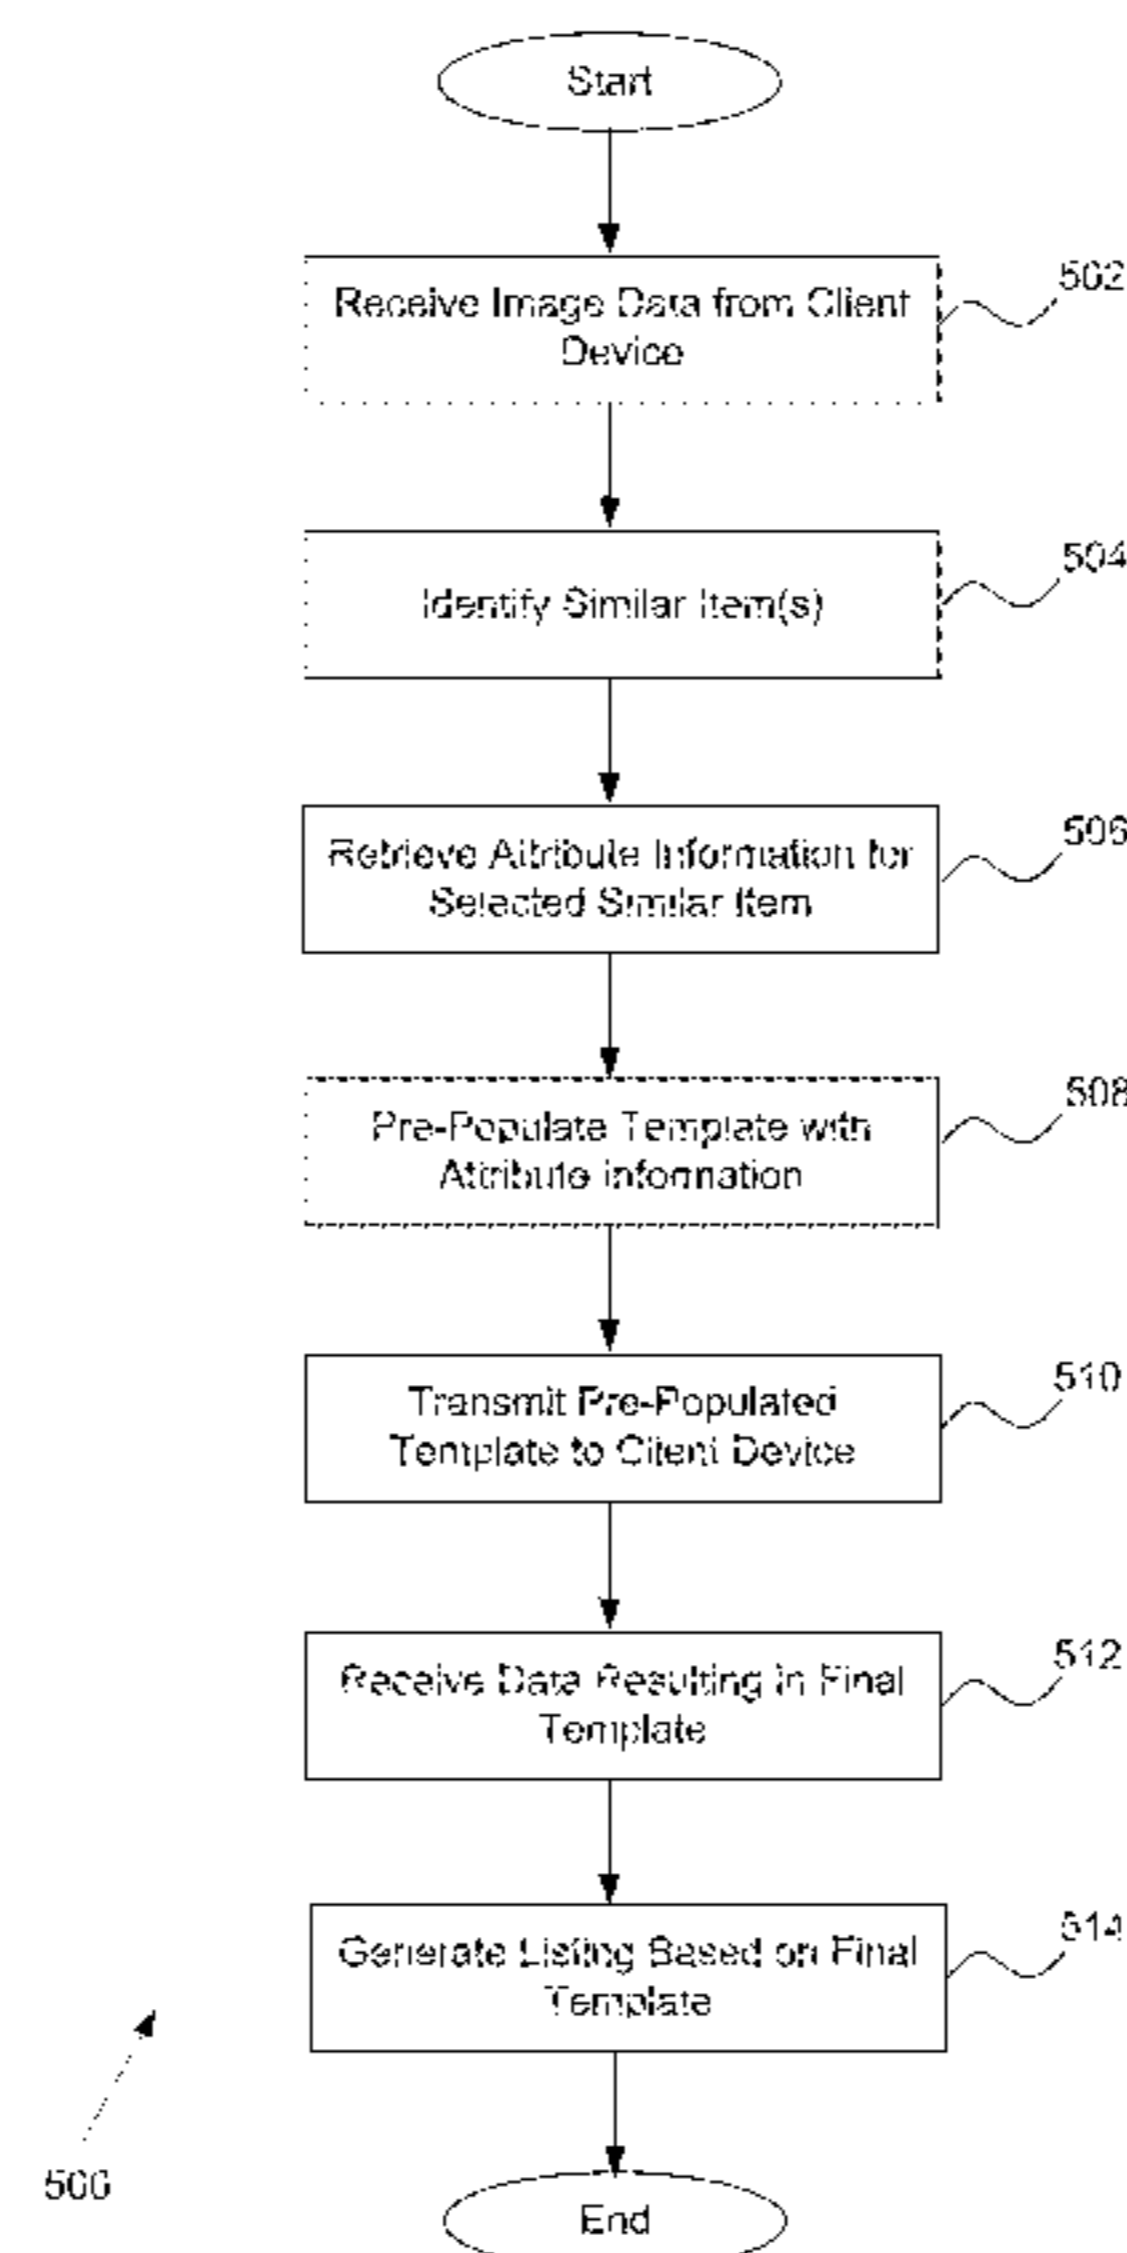 Start
Receive Image Data from Client
Device
502
Identify Similar Item(s)
504
Retrieve Attribute Information for
Selected Similar Item
506
Pre-Populate Template with
Attribute Information
508
Transmit Pre-Populated
Template to Client Device
510
Receive Data Resulting in Final
Template
512
Generate Listing Based on Final
Template
514
500
End